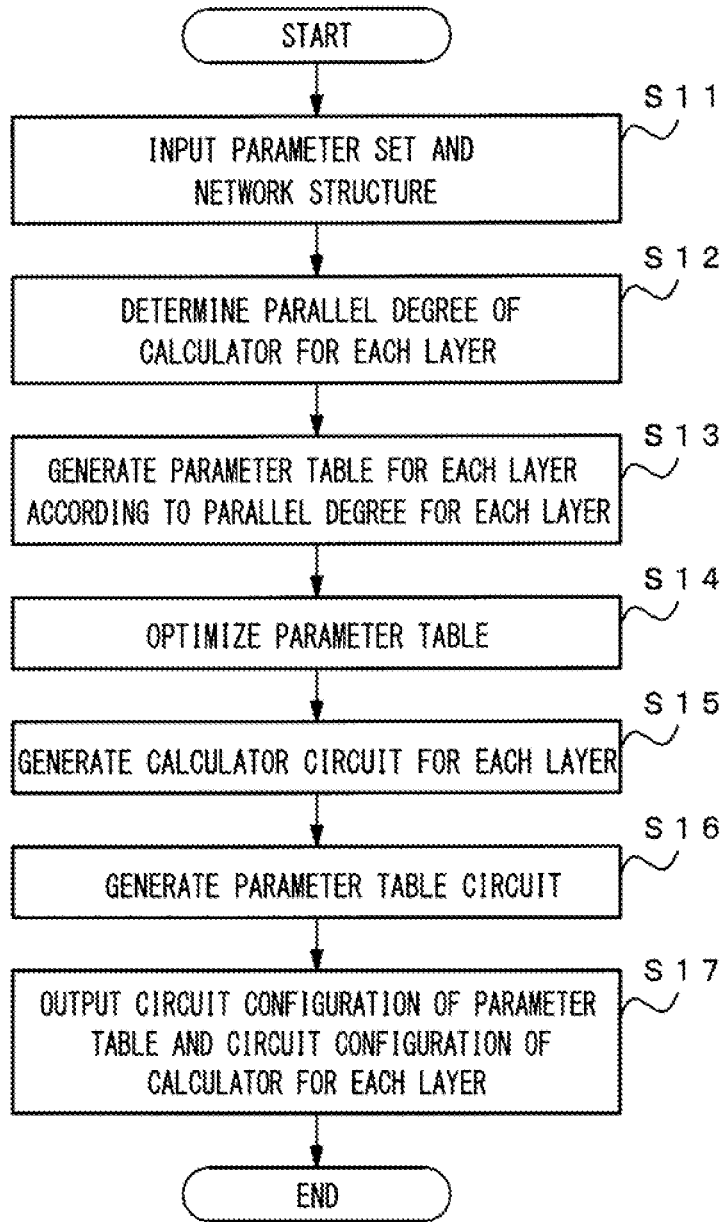 START
S11
INPUT PARAMETER SET AND
NETWORK STRUCTURE
S12
DETERMINE PARALLEL DEGREE OF
CALCULATOR FOR EACH LAYER
S13
GENERATE PARAMETER TABLE FOR EACH LAYER
ACCORDING TO PARALLEL DEGREE FOR EACH LAYER
S14
OPTIMIZE PARAMETER TABLE
S15
GENERATE CALCULATOR CIRCUIT FOR EACH LAYER
S16
GENERATE PARAMETER TABLE CIRCUIT
S17
OUTPUT CIRCUIT CONFIGURATION OF PARAMETER
TABLE AND CIRCUIT CONFIGURATION OF
CALCULATOR FOR EACH LAYER
END